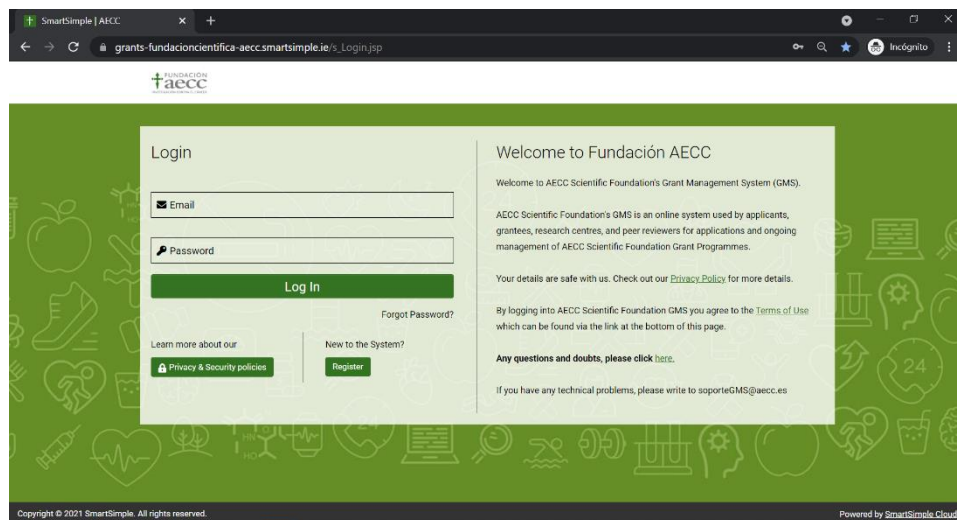 SmartSimple | AECC
grants-fundacioncientifica-aecc.smartsimple.ie/s_Login.jsp
Incógnito
FUNDACIÓN
aecc
Login
Email
Password
Log In
Forgot Password?
Learn more about our
Privacy & Security policies
New to the System?
Register
Welcome to Fundación AECC
Welcome to AECC Scientific Foundation's Grant Management System (GMS).
AECC Scientific Foundation's GMS is an online system used by applicants,
grantees, research centres, and peer reviewers for applications and ongoing
management of AECC Scientific Foundation Grant Programmes.
Your details are safe with us. Check out our Privacy Policy for more details.
By logging into AECC Scientific Foundation GMS you agree to the Terms of Use
which can be found via the link at the bottom of this page.
Any questions and doubts, please click here.
If you have any technical problems, please write to soporteGMS@aecc.es
24
HN
HO
Copyright © 2021 SmartSimple. All rights reserved.
Powered by SmartSimple Cloud